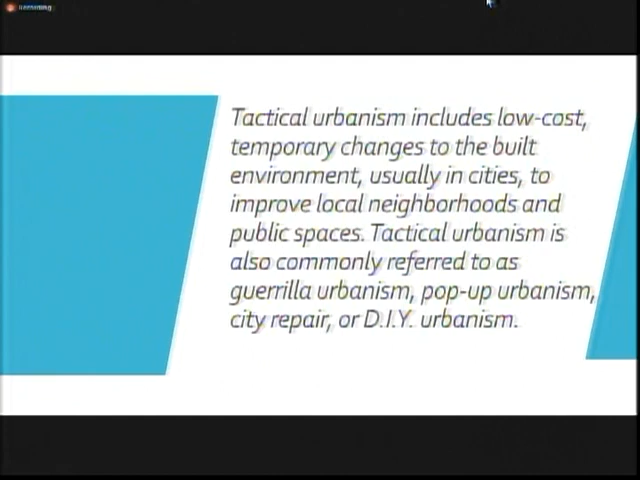 Tactical urbanism includes low-cost,
temporary changes to the built
environment, usually in cities, to
improve local neighborhoods and
public spaces. Tactical urbanism is
also commonly referred to as
guerrilla urbanism, pop-up urbanism,
city repair, or D.I.Y. urbanism.